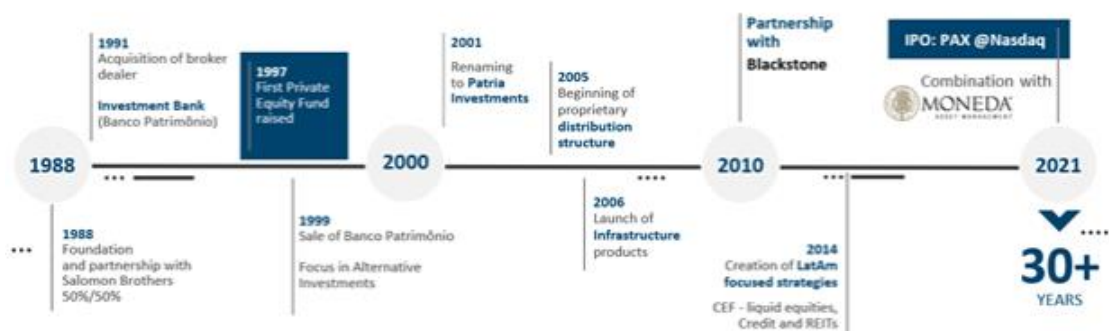 1991
Acquisition of broker
dealer
Investment Bank
(Banco Patrimônio)
1997
First Private
Equity Fund
raised
2001
Renaming
to Patria
Investments
2005
Beginning of
proprietary
distribution
structure
Partnership
with
Blackstone
IPO: PAX @Nasdaq
Combination with
MONEDA
ASSET MANAGEMENT
1988
2000
2010
2021
1988
Foundation
and partnership with
Salomon Brothers
50%/50%
1999
Sale of Banco Patrimônio
Focus in Alternative
Investments
2006
Launch of
Infrastructure
products
2014
Creation of LatAm
focused strategies
CEF - liquid equities,
Credit and REITs
30+
YEARS